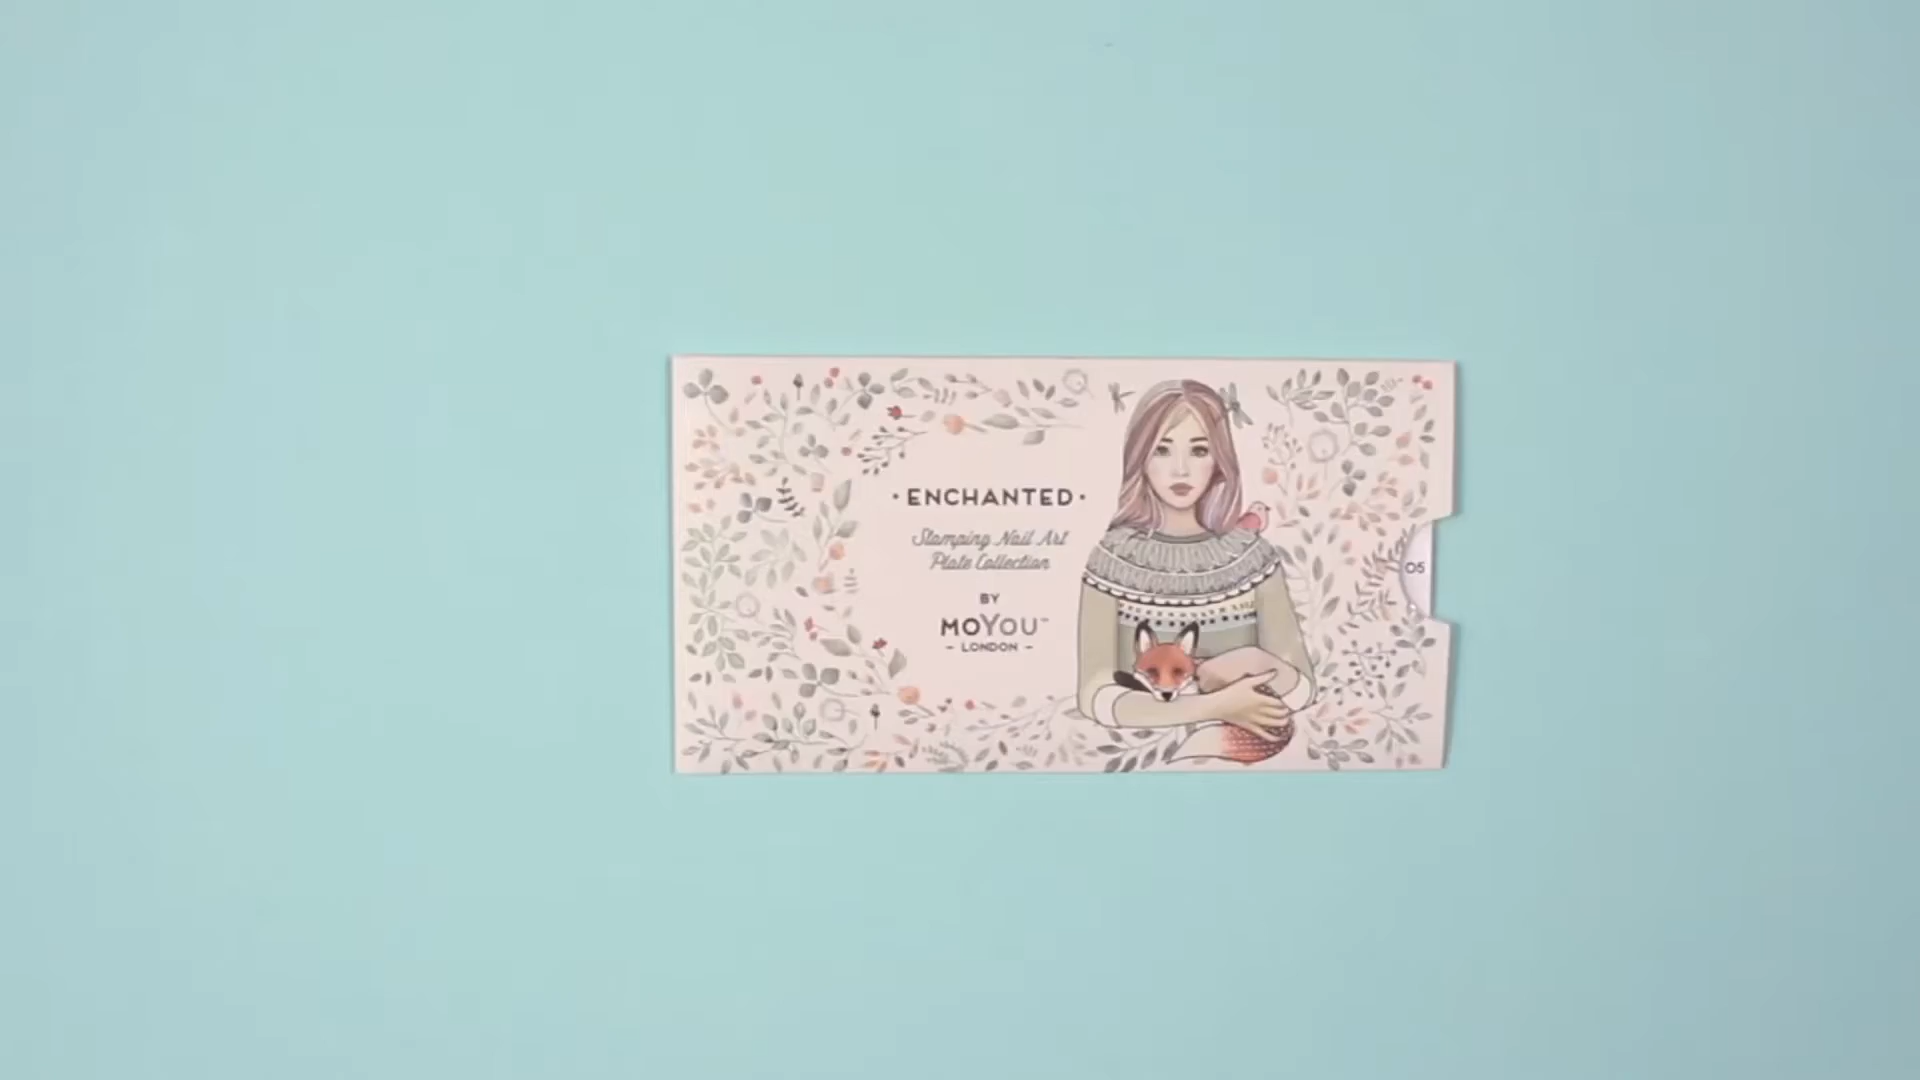 · ENCHANTED ·
Stamping Nail Art
Plate Collection
BY
MOYOU™
– LONDON –
05